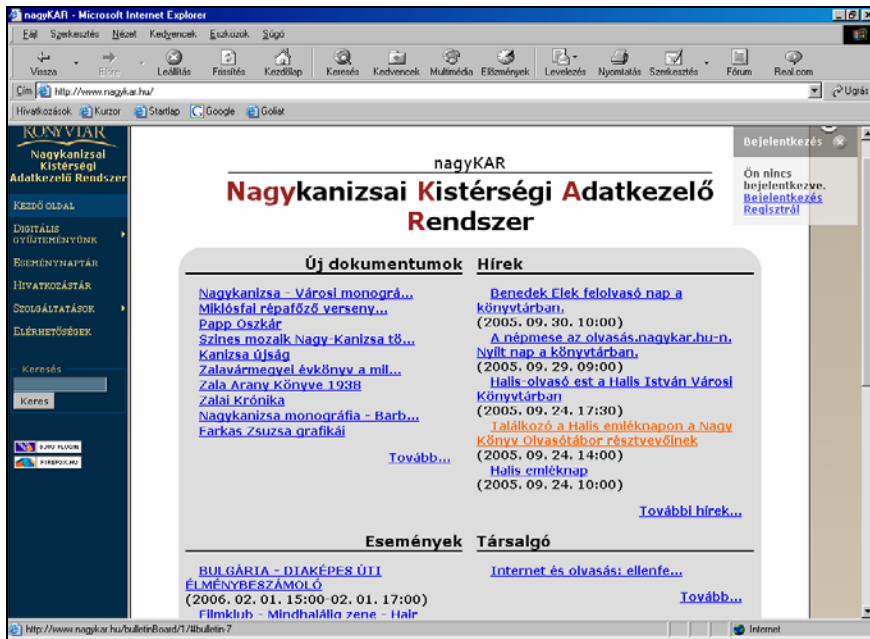 nagyKAR - Microsoft Internet Explorer
Fájl Szerkesztés Nézet Kedvencek Eszközök Súgó
Vissza Előre Leállítás Frissítés Kezdőlap Keresés Kedvencek Multimédia Előzmények Levelezés Nyomtatás Szerkesztés Fórum Real.com
Cím http://www.nagykar.hu/ Ugrás
Hivatkozások Kurzor Startlap Google Goliat
KÖNYVTÁR
Nagykanizsai
Kistérségi
Adatkezelő Rendszer
KEZDŐ OLDAL
DIGITÁLIS
GYŰJTEMÉNYÜNK
ESEMÉNYNAPTÁR
HIVATKOZÁSTÁR
SZOLGÁLTATÁSOK
ELÉRHETŐSÉGEK
Keresés
Keres
DJVU PLUGIN
FIREFOX.HU
nagyKAR
Nagykanizsai Kistérségi Adatkezelő
Rendszer
Új dokumentumok
Nagykanizsa - Városi monográ...
Miklósfai répafőző verseny...
Papp Oszkár
Szines mozaik Nagy-Kanizsa tö...
Kanizsa újság
Zalavármegyei évkönyv a mil...
Zala Arany Könyve 1938
Zalai Krónika
Nagykanizsa monográfia - Barb...
Farkas Zsuzsa grafikái
Tovább...
Hírek
Benedek Elek felolvasó nap a
könyvtárban.
(2005. 09. 30. 10:00)
A népmese az olvasás.nagykar.hu-n.
Nyílt nap a könyvtárban.
(2005. 09. 29. 09:00)
Halis-olvasó est a Halis István Városi
Könyvtárban
(2005. 09. 24. 17:30)
Találkozó a Halis emléknapon a Nagy
Könyv Olvasótábor résztvevőinek
(2005. 09. 24. 14:00)
Halis emléknap
(2005. 09. 24. 10:00)
További hírek...
Események
BULGÁRIA - DIAKÉPES ÚTI
ÉLMÉNYBESZÁMOLÓ
(2006. 02. 01. 15:00-02. 01. 17:00)
Filmklub - Mindhalálig zene - Hair
Társalgó
Internet és olvasás: ellenfe...
Tovább...
Bejelentkezés
Ön nincs
bejelentkezve.
Bejelentkezés
Regisztrál
http://www.nagykar.hu/bulletinBoard/1/#bulletin-7 Internet